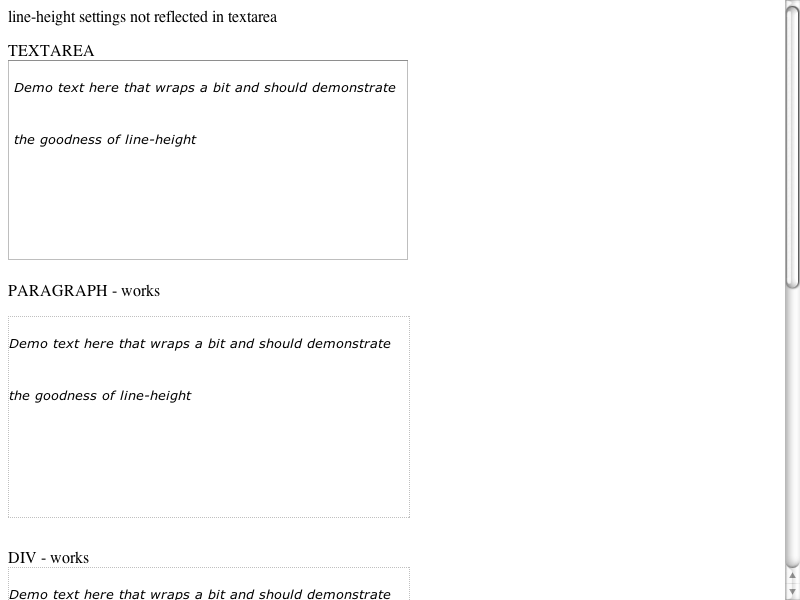 line-height settings not reflected in textarea
TEXTAREA
Demo text here that wraps a bit and should demonstrate
the goodness of line-height
PARAGRAPH - works
Demo text here that wraps a bit and should demonstrate
the goodness of line-height
DIV - works
Demo text here that wraps a bit and should demonstrate